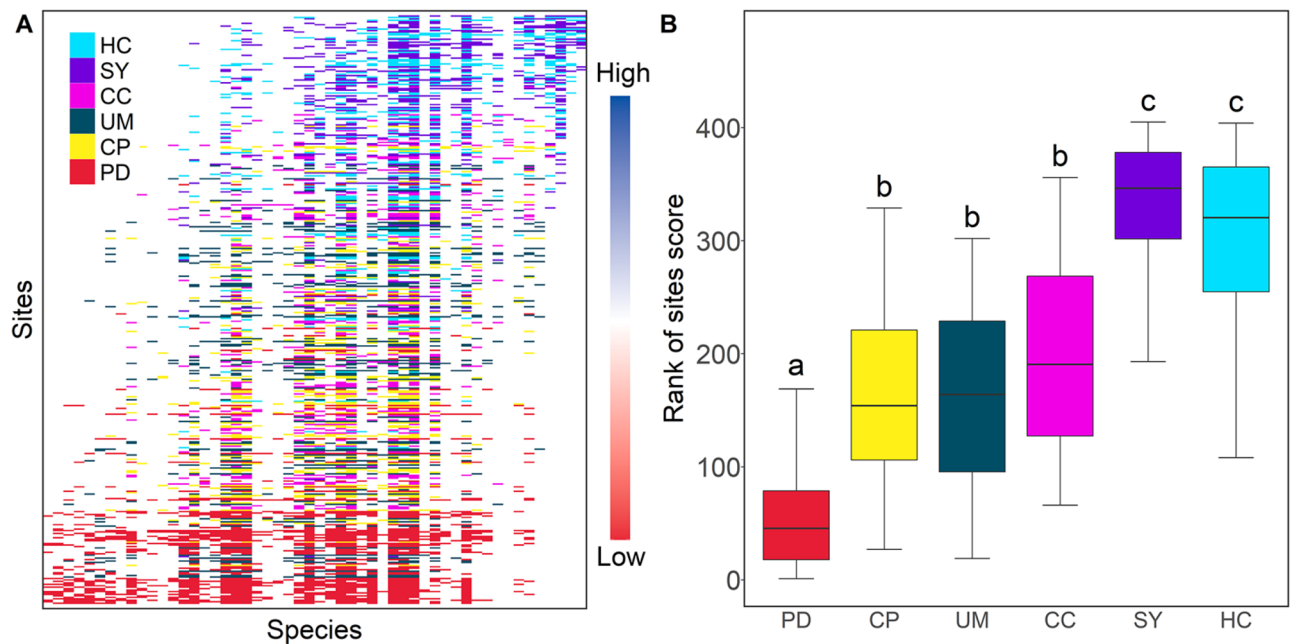 A
HC
SY
CC
UM
CP
PD
Sites
Species
High
Low
B
Rank of sites score
400
300
200
100
0
a
b
b
b
c
c
PD CP UM CC SY HC